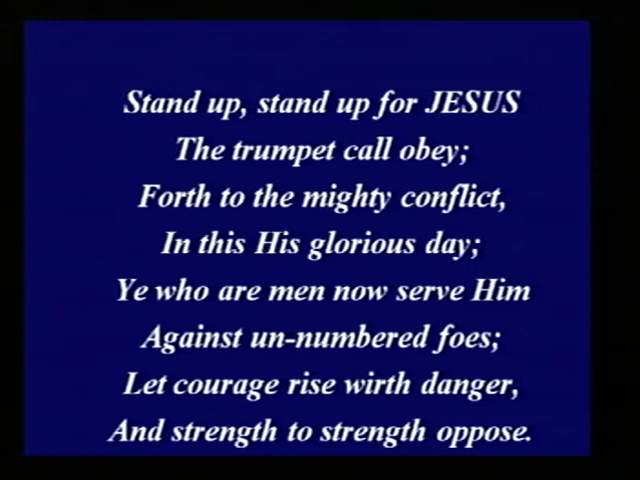 Stand up, stand up for JESUS
The trumpet call obey;
Forth to the mighty conflict,
In this His glorious day;
Ye who are men now serve Him
Against un-numbered foes;
Let courage rise wirth danger,
And strength to strength oppose.